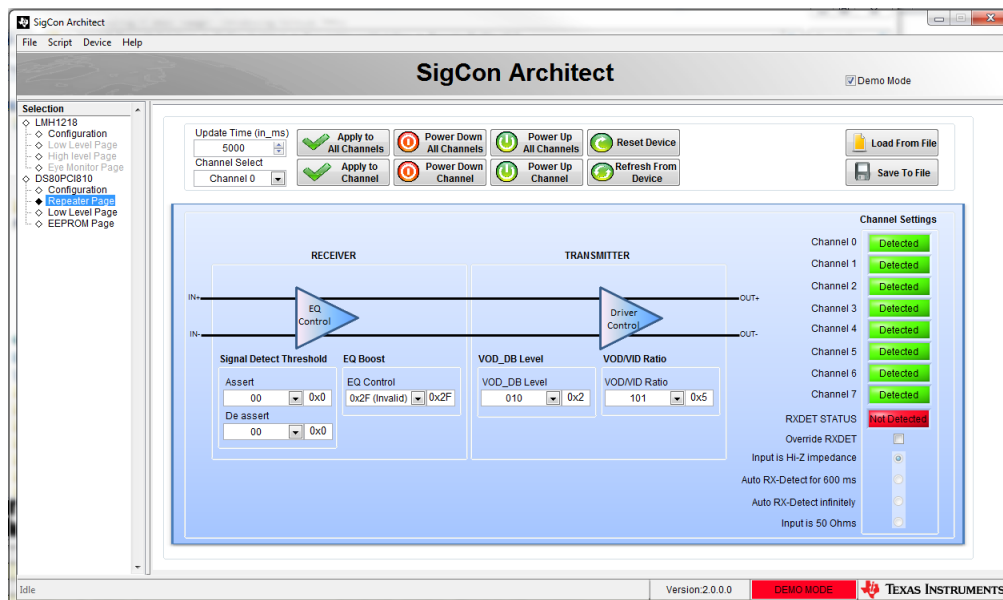 SigCon Architect
File Script Device Help
SigCon Architect
Demo Mode
Selection
LMH1218
Configuration
Low Level Page
High level Page
Eye Monitor Page
DS80PCI810
Configuration
Repeater Page
Low Level Page
EEPROM Page
Update Time (in_ms)
5000
Channel Select
Channel 0
Apply to
All Channels
Power Down
All Channels
Power Up
All Channels
Reset Device
Load From File
Apply to
Channel
Power Down
Channel
Power Up
Channel
Refresh From
Device
Save To File
Channel Settings
RECEIVER
TRANSMITTER
IN+
IN-
EQ
Control
Driver
Control
OUT+
OUT-
Signal Detect Threshold
Assert
00 0x0
De assert
00 0x0
EQ Boost
EQ Control
0x2F (Invalid) 0x2F
VOD_DB Level
VOD_DB Level
010 0x2
VOD/VID Ratio
VOD/VID Ratio
101 0x5
Channel 0 Detected
Channel 1 Detected
Channel 2 Detected
Channel 3 Detected
Channel 4 Detected
Channel 5 Detected
Channel 6 Detected
Channel 7 Detected
RXDET STATUS Not Detected
Override RXDET
Input is Hi-Z impedance
Auto RX-Detect for 600 ms
Auto RX-Detect infinitely
Input is 50 Ohms
Idle
Version:2.0.0.0
DEMO MODE
TEXAS INSTRUMENTS